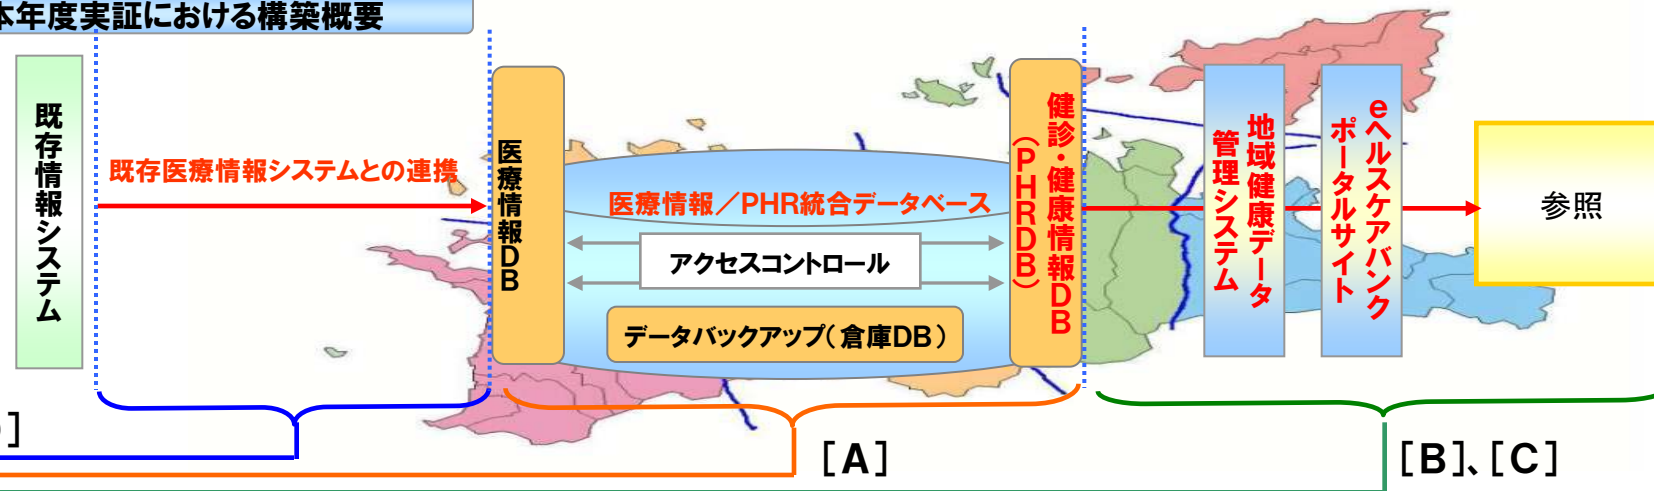 本年度実証における構築概要
既存情報システム
既存医療情報システムとの連携
医療情報DB
医療情報／PHR統合データベース
アクセスコントロール
データバックアップ（倉庫DB）
健診・健康情報DB
（PHRDB）
地域健康データ
管理システム
eヘルスケアバンク
ポータルサイト
参照
］
［A］
［B］、［C］